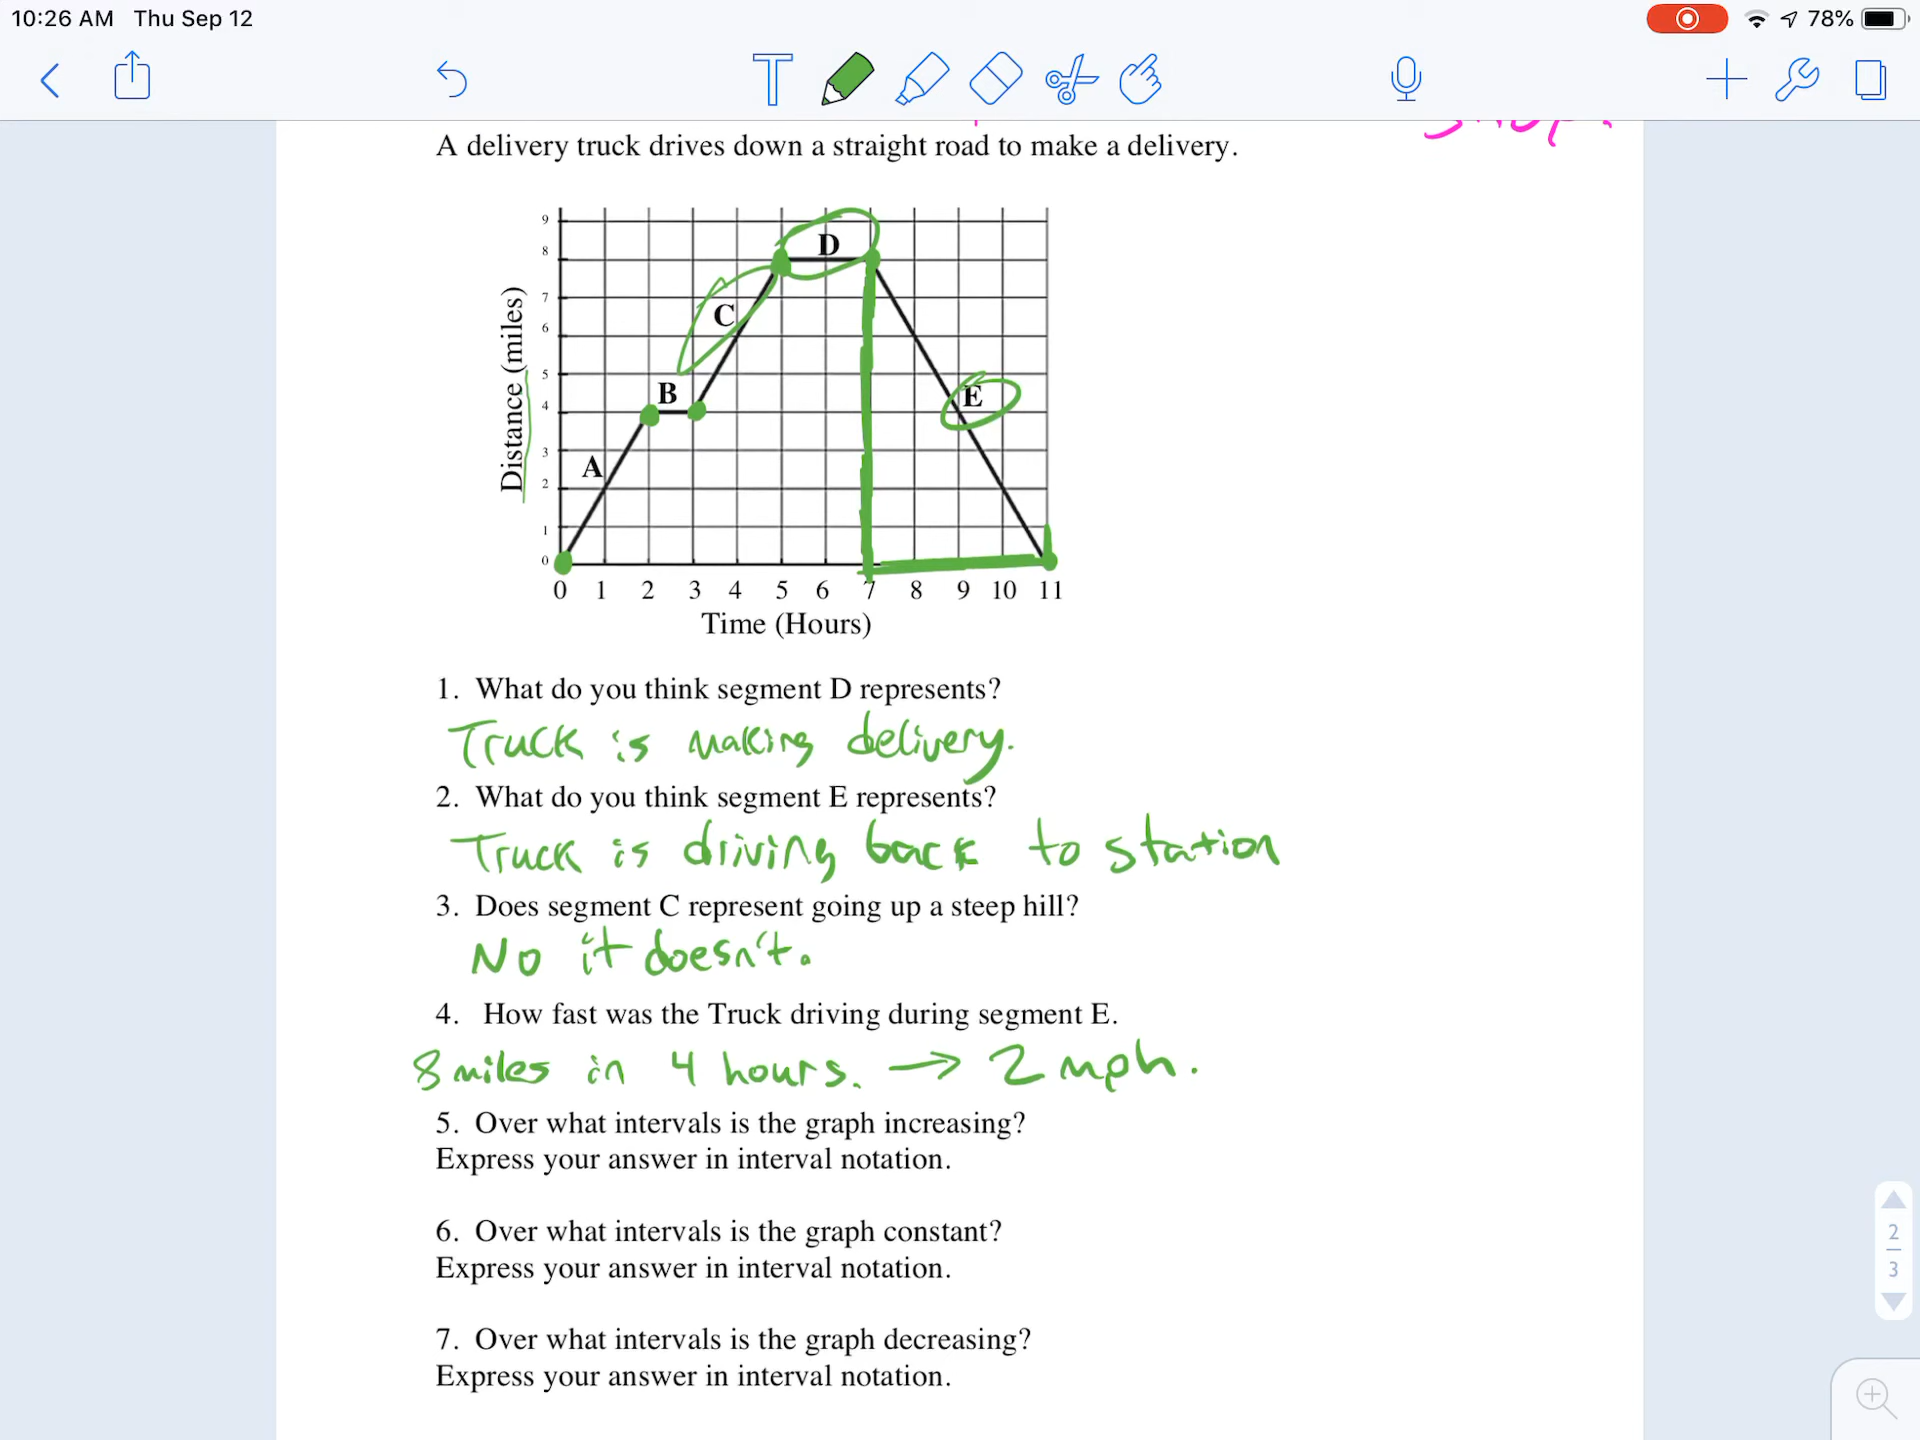 10:26 AM Thu Sep 12
78%
A delivery truck drives down a straight road to make a delivery.
9
8
7
6
5
4
3
2
1
0
Distance (miles)
A
B
C
D
E
0 1 2 3 4 5 6 7 8 9 10 11
Time (Hours)
1. What do you think segment D represents?
Truck is making delivery.
2. What do you think segment E represents?
Truck is driving back to station
3. Does segment C represent going up a steep hill?
No it doesn't.
4. How fast was the Truck driving during segment E.
8 miles in 4 hours. → 2 mph.
5. Over what intervals is the graph increasing?
Express your answer in interval notation.
6. Over what intervals is the graph constant?
Express your answer in interval notation.
7. Over what intervals is the graph decreasing?
Express your answer in interval notation.
2
3